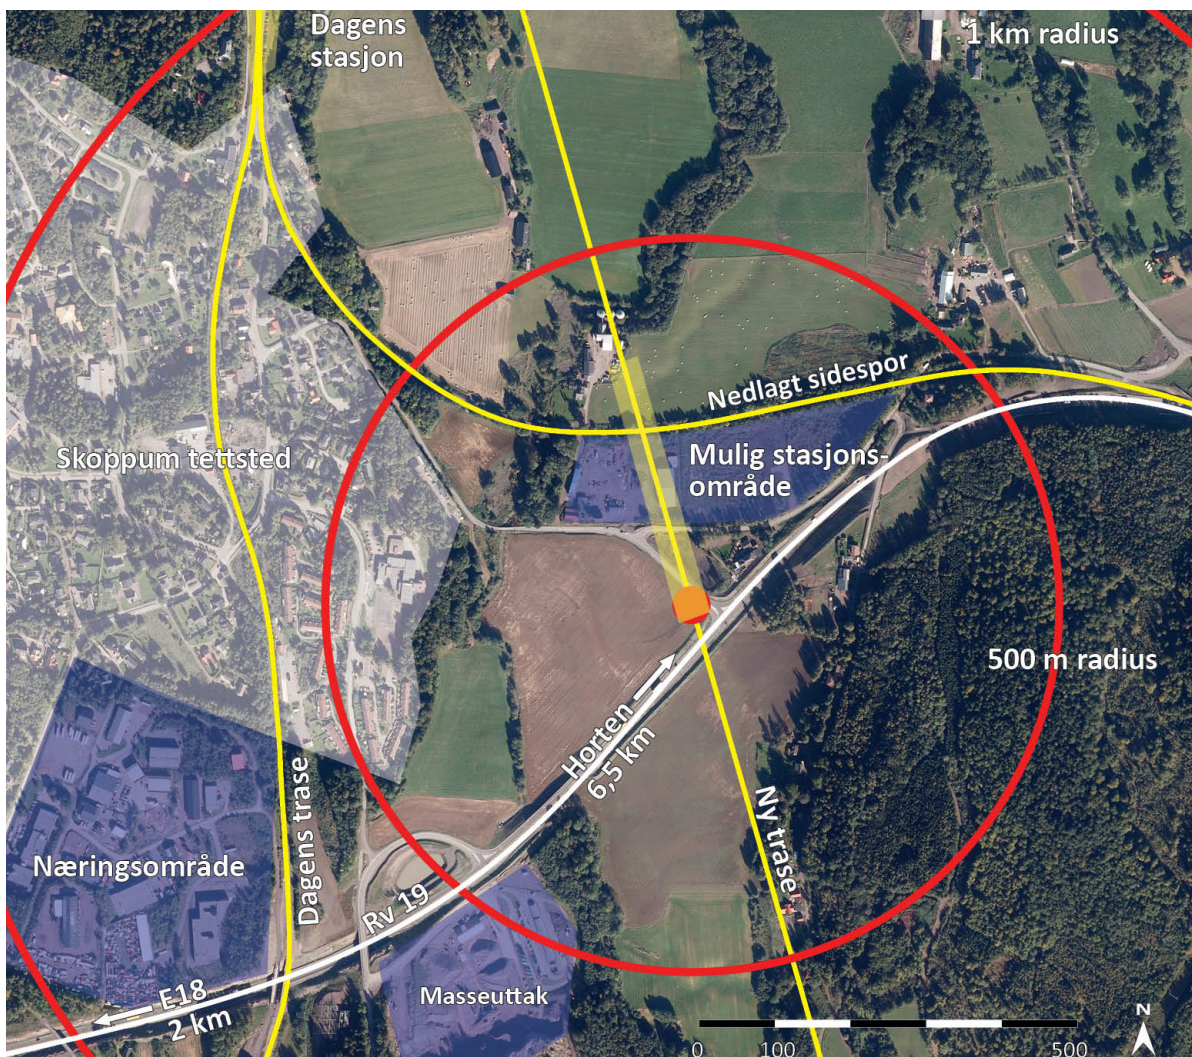 Dagens
stasjon
1 km radius
Nedlagt sidespor
Skoppum tettsted
Mulig stasjons-
område
500 m radius
Horten
6,5 km
Ny trase
Dagens trase
Næringsområde
Rv 19
Masseuttak
E18
2 km
N
0 100 500